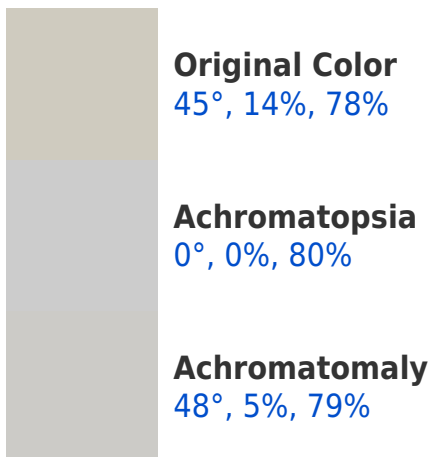 Original Color
45°, 14%, 78%
Achromatopsia
0°, 0%, 80%
Achromatomaly
48°, 5%, 79%